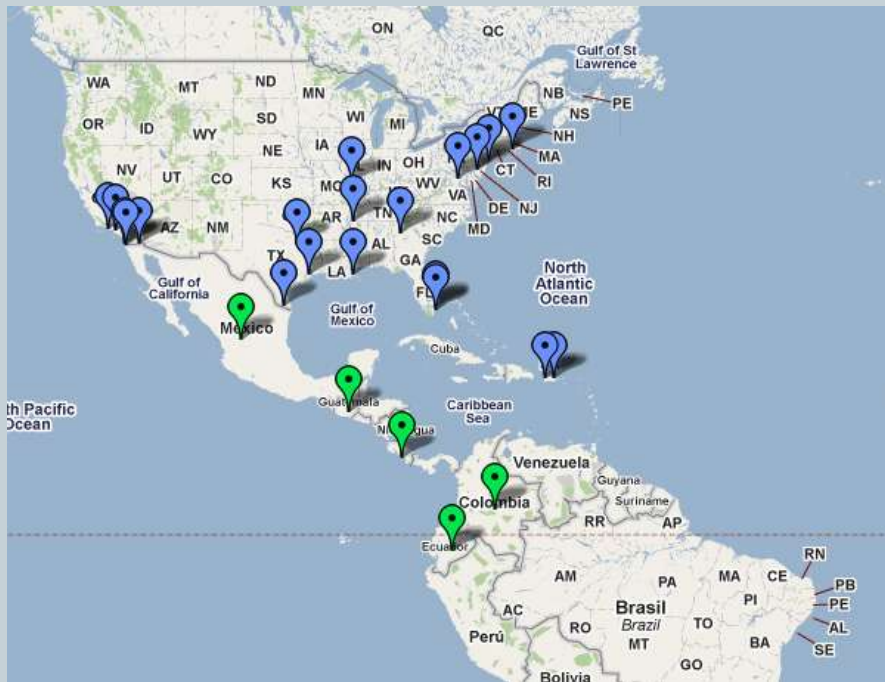 ON
QC
Gulf of St
Lawrence
WA
MT
ND
MN
NB
PE
NS
OR
ID
SD
WI
MI
VT
ME
NH
WY
IA
NE
IN
OH
MA
NV
UT
CO
KS
MO
WV
VA
CT
RI
NJ
DE
MD
AZ
NM
AR
TN
NC
SC
TX
LA
AL
GA
FL
North
Atlantic
Ocean
Gulf of
California
Gulf of
Mexico
México
Cuba
Guatemala
Caribbean
Sea
th Pacific
Ocean
Nicaragua
Venezuela
Guyana
Suriname
Colombia
RR
AP
Ecuador
RN
AM
PA
MA
CE
PB
PI
PE
AC
Brasil
Brazil
TO
AL
RO
Perú
MT
BA
SE
GO
Bolivia